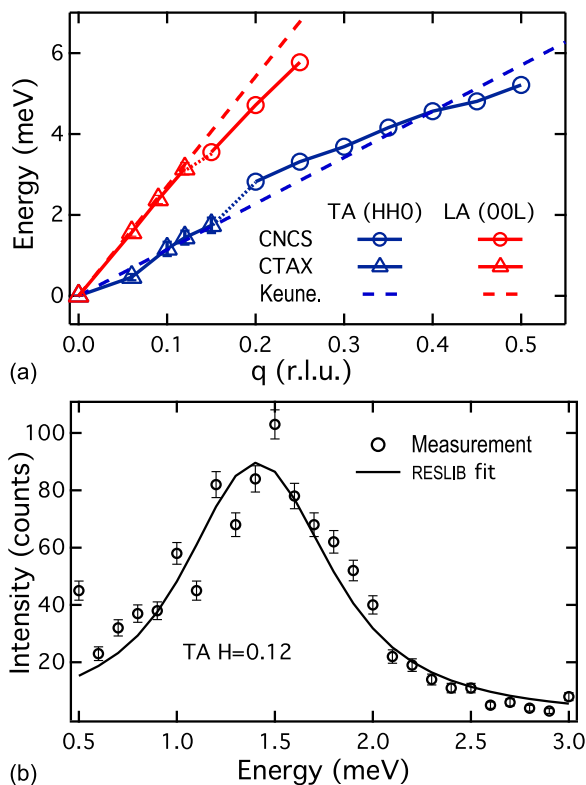 6
4
2
0
Energy (meV)
TA (HH0) LA (00L)
CNCS
CTAX
Keune.
0.0 0.1 0.2 0.3 0.4 0.5
q (r.l.u.)
(a)
100
80
60
40
20
Intensity (counts)
Measurement
RESLIB fit
TA H=0.12
0.5 1.0 1.5 2.0 2.5 3.0
Energy (meV)
(b)